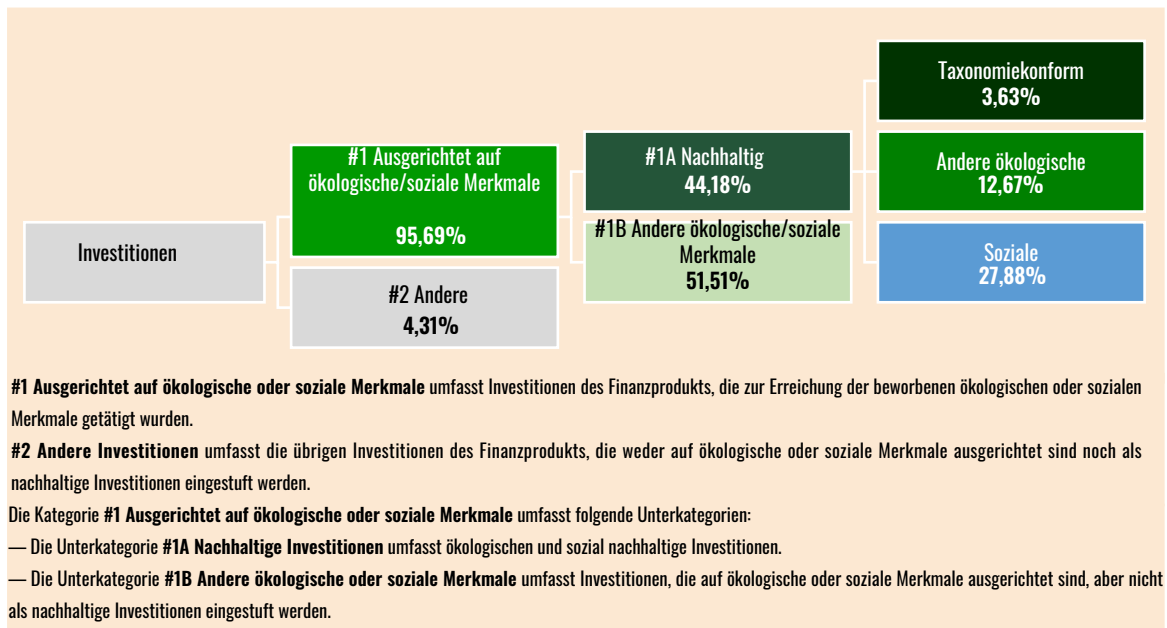 Investitionen
#1 Ausgerichtet auf
ökologische/soziale Merkmale
95,69%
#2 Andere
4,31%
#1A Nachhaltig
44,18%
#1B Andere ökologische/soziale
Merkmale
51,51%
Taxonomiekonform
3,63%
Andere ökologische
12,67%
Soziale
27,88%
#1 Ausgerichtet auf ökologische oder soziale Merkmale umfasst Investitionen des Finanzprodukts, die zur Erreichung der beworbenen ökologischen oder sozialen
Merkmale getätigt wurden.
#2 Andere Investitionen umfasst die übrigen Investitionen des Finanzprodukts, die weder auf ökologische oder soziale Merkmale ausgerichtet sind noch als
nachhaltige Investitionen eingestuft werden.
Die Kategorie #1 Ausgerichtet auf ökologische oder soziale Merkmale umfasst folgende Unterkategorien:
— Die Unterkategorie #1A Nachhaltige Investitionen umfasst ökologischen und sozial nachhaltige Investitionen.
— Die Unterkategorie #1B Andere ökologische oder soziale Merkmale umfasst Investitionen, die auf ökologische oder soziale Merkmale ausgerichtet sind, aber nicht
als nachhaltige Investitionen eingestuft werden.